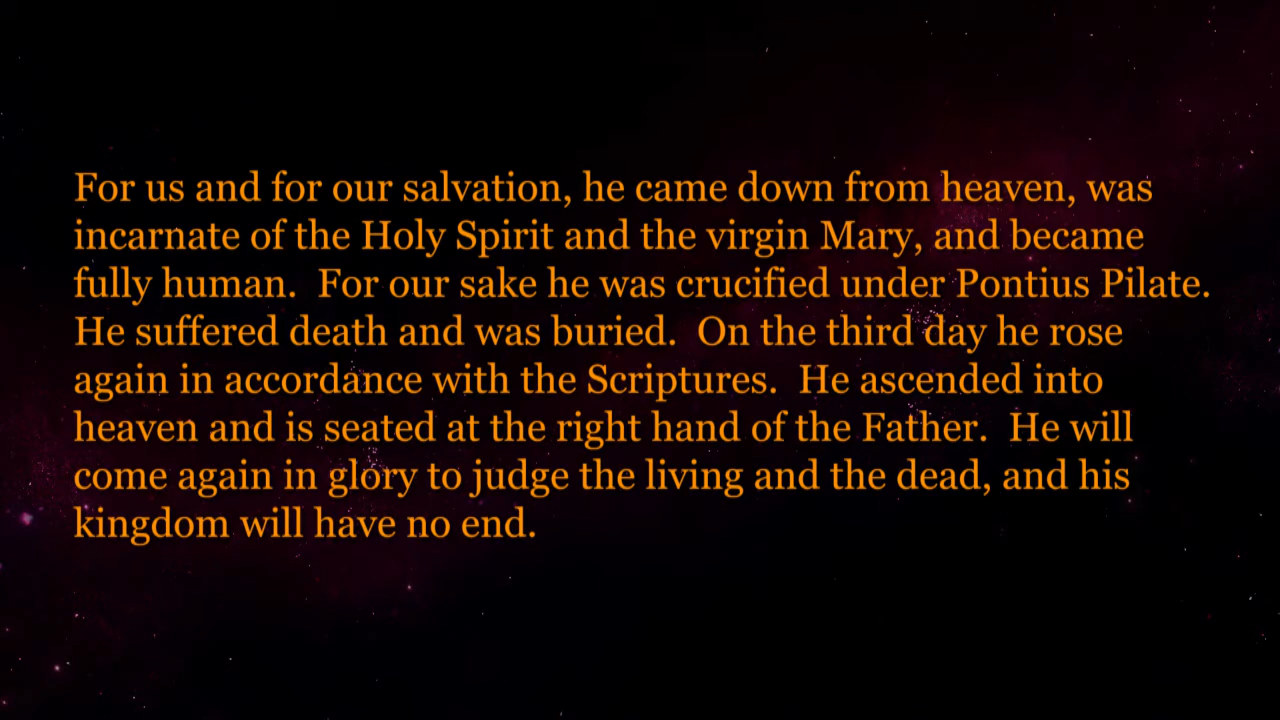 For us and for our salvation, he came down from heaven, was
incarnate of the Holy Spirit and the virgin Mary, and became
fully human.  For our sake he was crucified under Pontius Pilate.
He suffered death and was buried.  On the third day he rose
again in accordance with the Scriptures.  He ascended into
heaven and is seated at the right hand of the Father.  He will
come again in glory to judge the living and the dead, and his
kingdom will have no end.